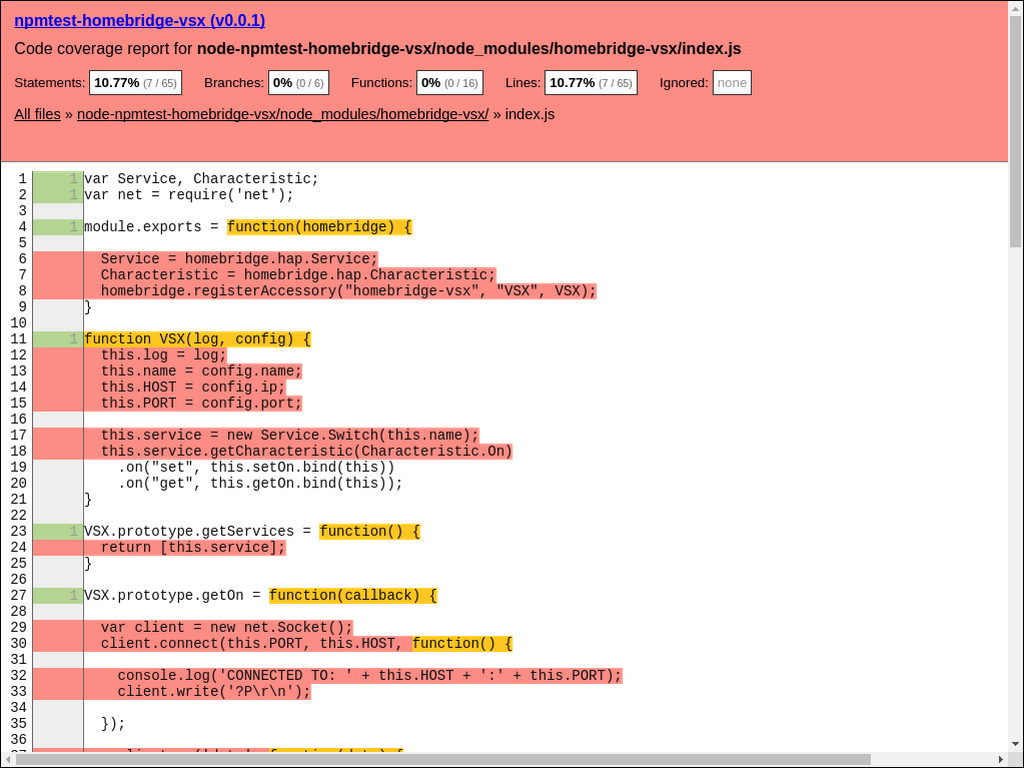 npmtest-homebridge-vsx (v0.0.1)
Code coverage report for node-npmtest-homebridge-vsx/node_modules/homebridge-vsx/index.js
Statements: 10.77% (7 / 65) Branches: 0% (0 / 6) Functions: 0% (0 / 16) Lines: 10.77% (7 / 65) Ignored: none
All files » node-npmtest-homebridge-vsx/node_modules/homebridge-vsx/ » index.js
1 1 var Service, Characteristic;
2 1 var net = require('net');
3
4 1 module.exports = function(homebridge) {
5
6 Service = homebridge.hap.Service;
7 Characteristic = homebridge.hap.Characteristic;
8 homebridge.registerAccessory("homebridge-vsx", "VSX", VSX);
9 }
10
11 1 function VSX(log, config) {
12 this.log = log;
13 this.name = config.name;
14 this.HOST = config.ip;
15 this.PORT = config.port;
16
17 this.service = new Service.Switch(this.name);
18 this.service.getCharacteristic(Characteristic.On)
19 .on("set", this.setOn.bind(this))
20 .on("get", this.getOn.bind(this));
21 }
22
23 1 VSX.prototype.getServices = function() {
24 return [this.service];
25 }
26
27 1 VSX.prototype.getOn = function(callback) {
28
29 var client = new net.Socket();
30 client.connect(this.PORT, this.HOST, function() {
31
32 console.log('CONNECTED TO: ' + this.HOST + ':' + this.PORT);
33 client.write('?P\r\n');
34
35 });
36